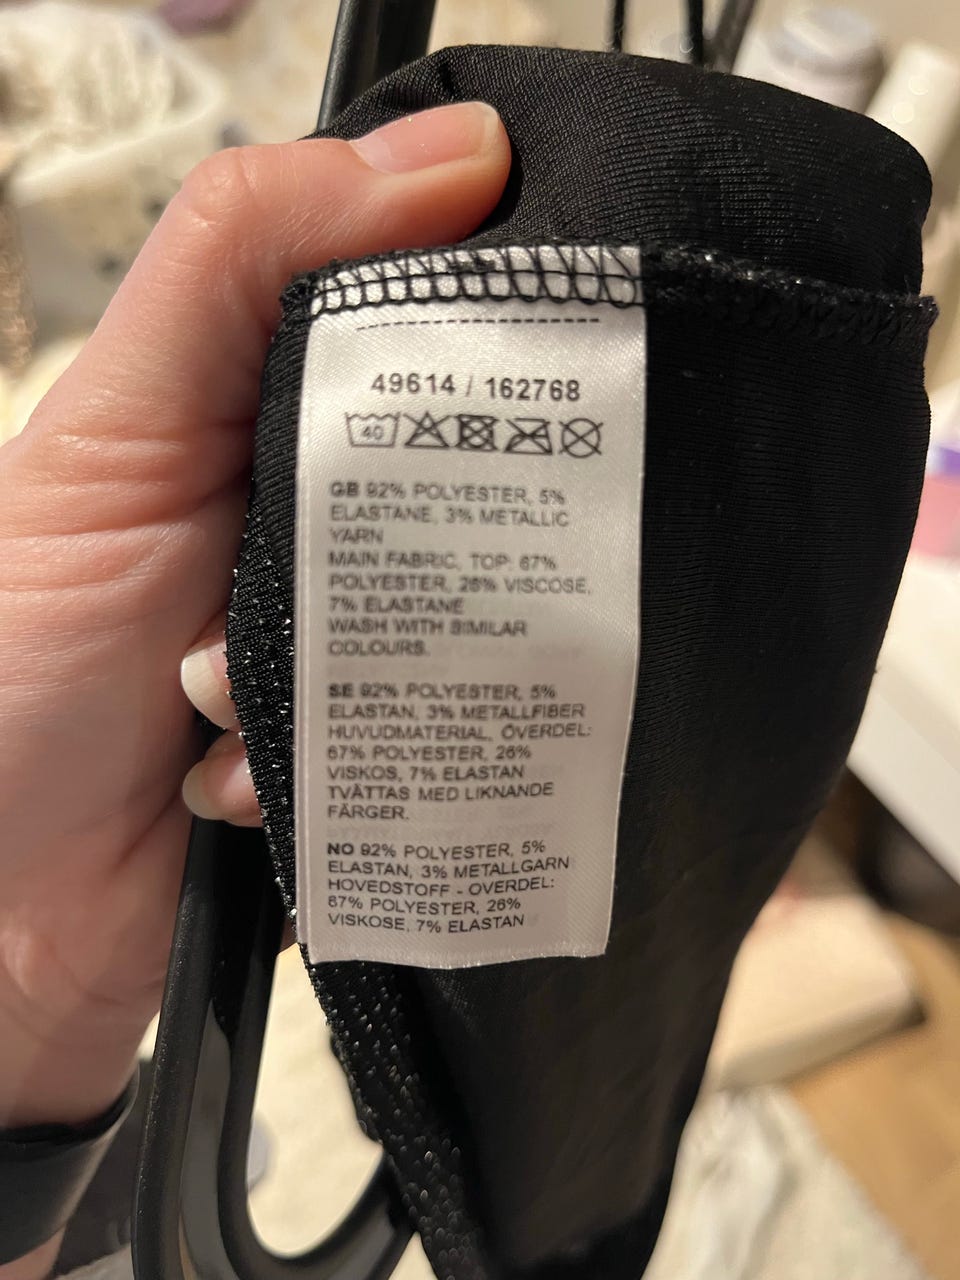 49614 / 162768
40
GB 92% POLYESTER, 5%
ELASTANE, 3% METALLIC
YARN
MAIN FABRIC, TOP: 67%
POLYESTER, 26% VISCOSE,
7% ELASTANE
WASH WITH SIMILAR
COLOURS.
SE 92% POLYESTER, 5%
ELASTAN, 3% METALLFIBER
HUVUDMATERIAL, ÖVERDEL:
67% POLYESTER, 26%
VISKOS, 7% ELASTAN
TVÄTTAS MED LIKNANDE
FÄRGER.
NO 92% POLYESTER, 5%
ELASTAN, 3% METALLGARN
HOVEDSTOFF - OVERDEL:
67% POLYESTER, 26%
VISKOSE, 7% ELASTAN